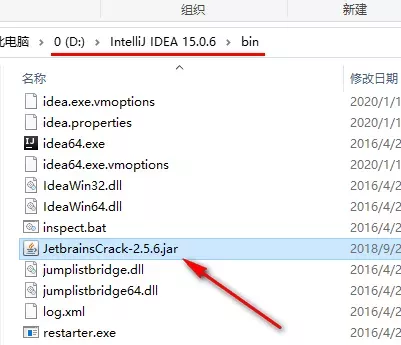 组织 新建
此电脑 › 0 (D:) › IntelliJ IDEA 15.0.6 › bin
名称 修改日期
idea.exe.vmoptions 2020/1/1
idea.properties 2020/1/1
idea64.exe 2016/4/2
idea64.exe.vmoptions 2020/1/1
IdeaWin32.dll 2016/4/2
IdeaWin64.dll 2016/4/2
inspect.bat 2016/4/2
JetbrainsCrack-2.5.6.jar 2018/9/2
jumplistbridge.dll 2016/4/2
jumplistbridge64.dll 2016/4/2
log.xml 2016/4/2
restarter.exe 2016/4/2